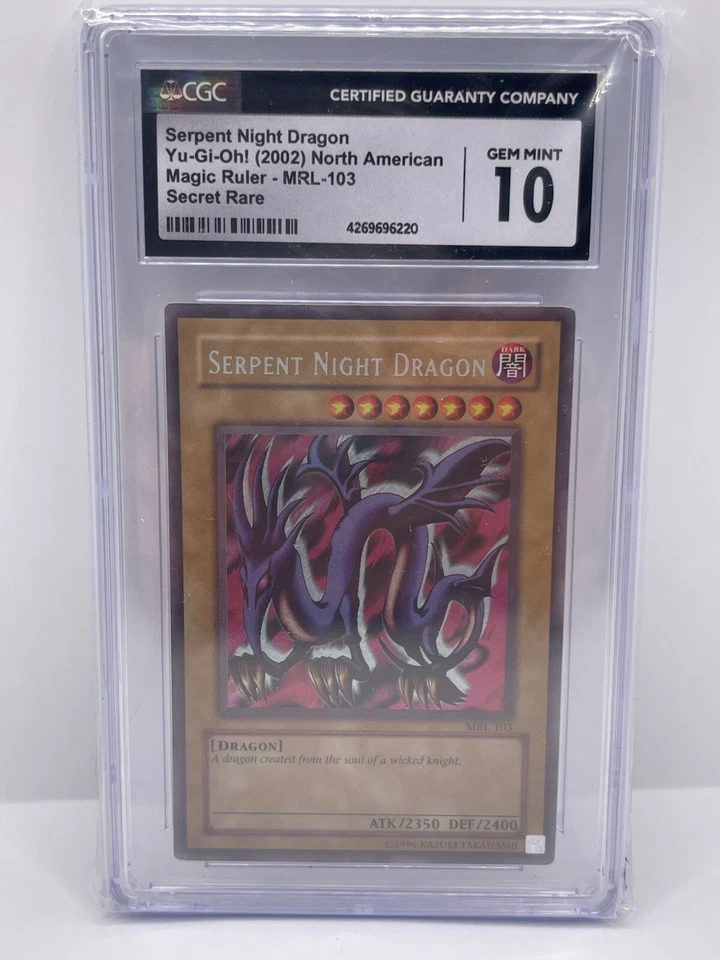 CGC
CERTIFIED GUARANTY COMPANY
Serpent Night Dragon
Yu-Gi-Oh! (2002) North American
Magic Ruler - MRL-103
Secret Rare
4269696220
GEM MINT
10
SERPENT NIGHT DRAGON
DARK
闇
MRL-103
[DRAGON]
A dragon created from the soul of a wicked knight.
ATK/2350 DEF/2400
©1996 KAZUKI TAKAHASHI